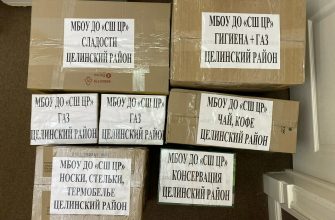 МБОУ ДО «СШ ЦР»
СЛАДОСТИ
ЦЕЛИНСКИЙ РАЙОН
МБОУ ДО «СШ ЦР»
ГИГИЕНА + ГАЗ
ЦЕЛИНСКИЙ РАЙОН
МБОУ ДО «СШ ЦР»
ГАЗ
ЦЕЛИНСКИЙ РАЙОН
МБОУ ДО «СШ ЦР»
ГАЗ
ЦЕЛИНСКИЙ РАЙОН
МБОУ ДО «СШ ЦР»
ЧАЙ, КОФЕ
ЦЕЛИНСКИЙ РАЙОН
МБОУ ДО «СШ ЦР»
НОСКИ, СТЕЛЬКИ,
ТЕРМОБЕЛЬЕ
ЦЕЛИНСКИЙ РАЙОН
МБОУ ДО «СШ ЦР»
КОНСЕРВАЦИЯ
ЦЕЛИНСКИЙ РАЙОН